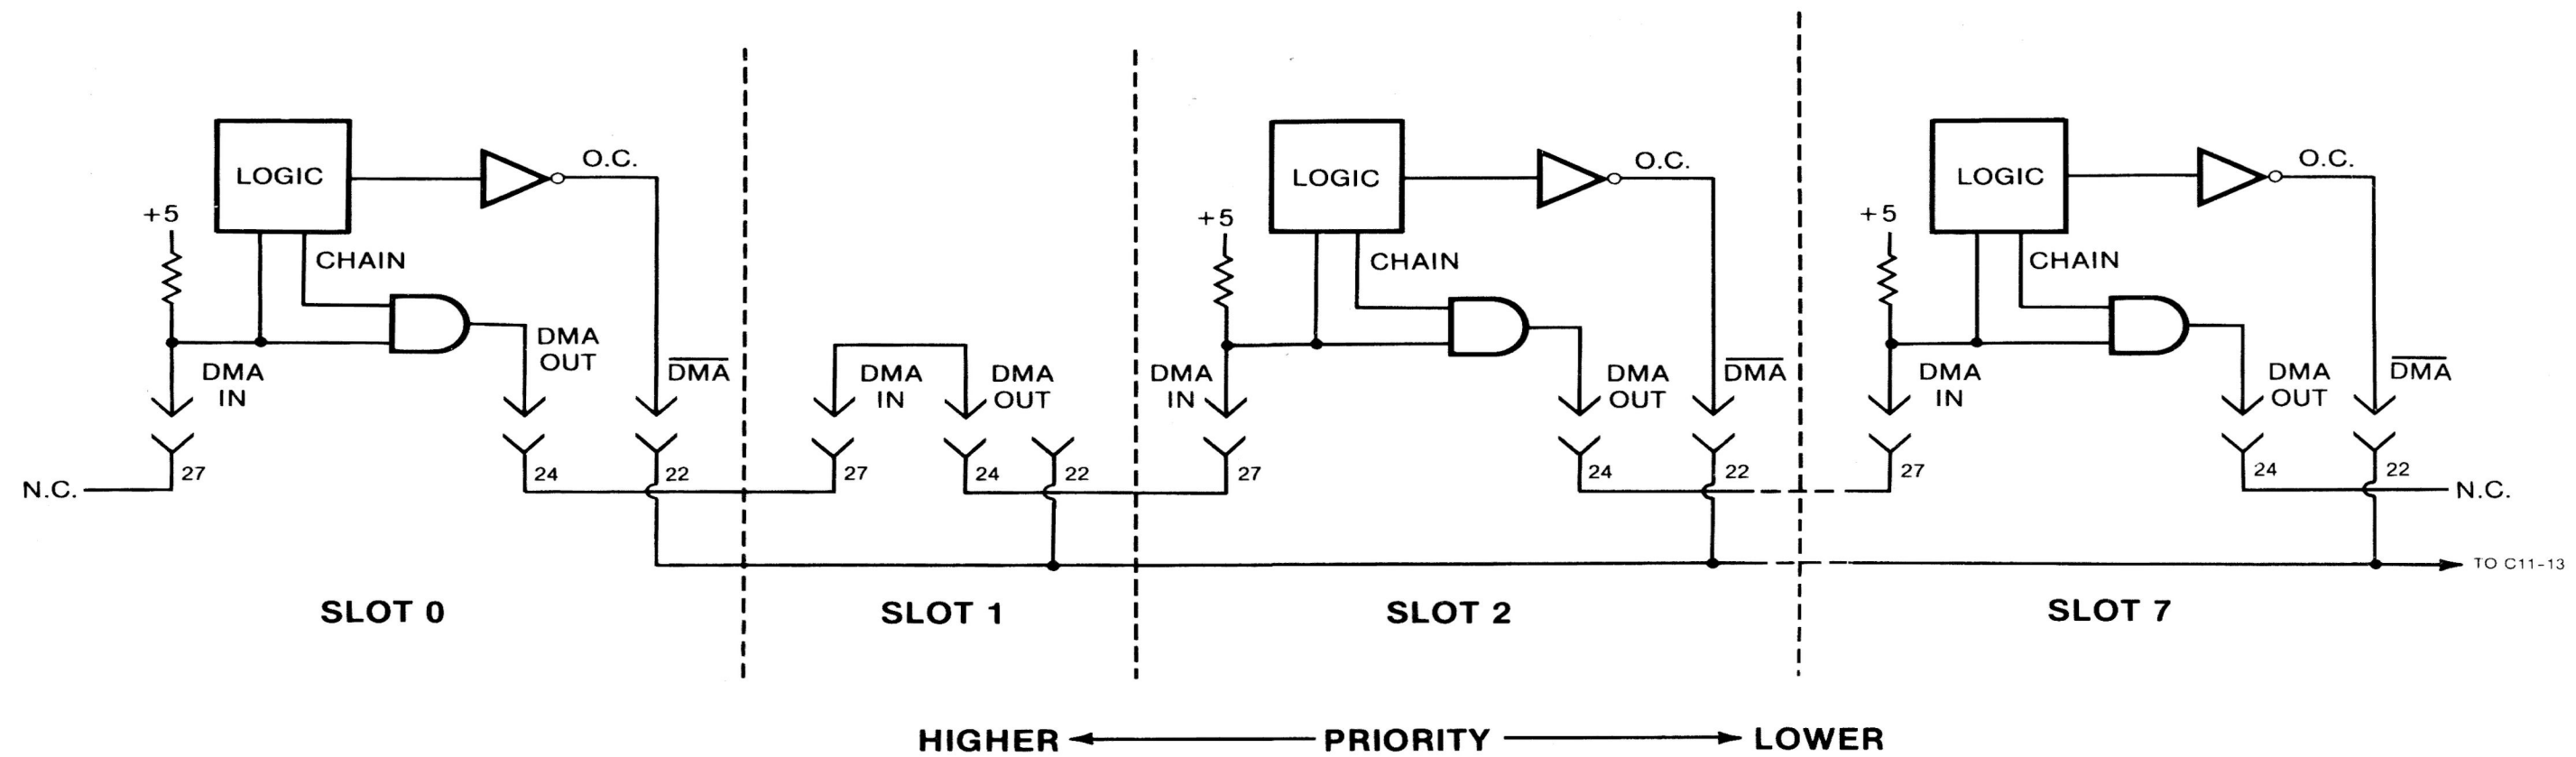 LOGIC
O.C.
+5
CHAIN
DMA
OUT
DMA
IN
DMA
27
24
22
N.C.
SLOT 0
DMA
IN
DMA
OUT
27
24
22
SLOT 1
LOGIC
O.C.
+5
CHAIN
DMA
IN
DMA
OUT
DMA
27
24
22
SLOT 2
LOGIC
O.C.
+5
CHAIN
DMA
IN
DMA
OUT
DMA
27
24
22
N.C.
TO C11-13
SLOT 7
HIGHER PRIORITY LOWER